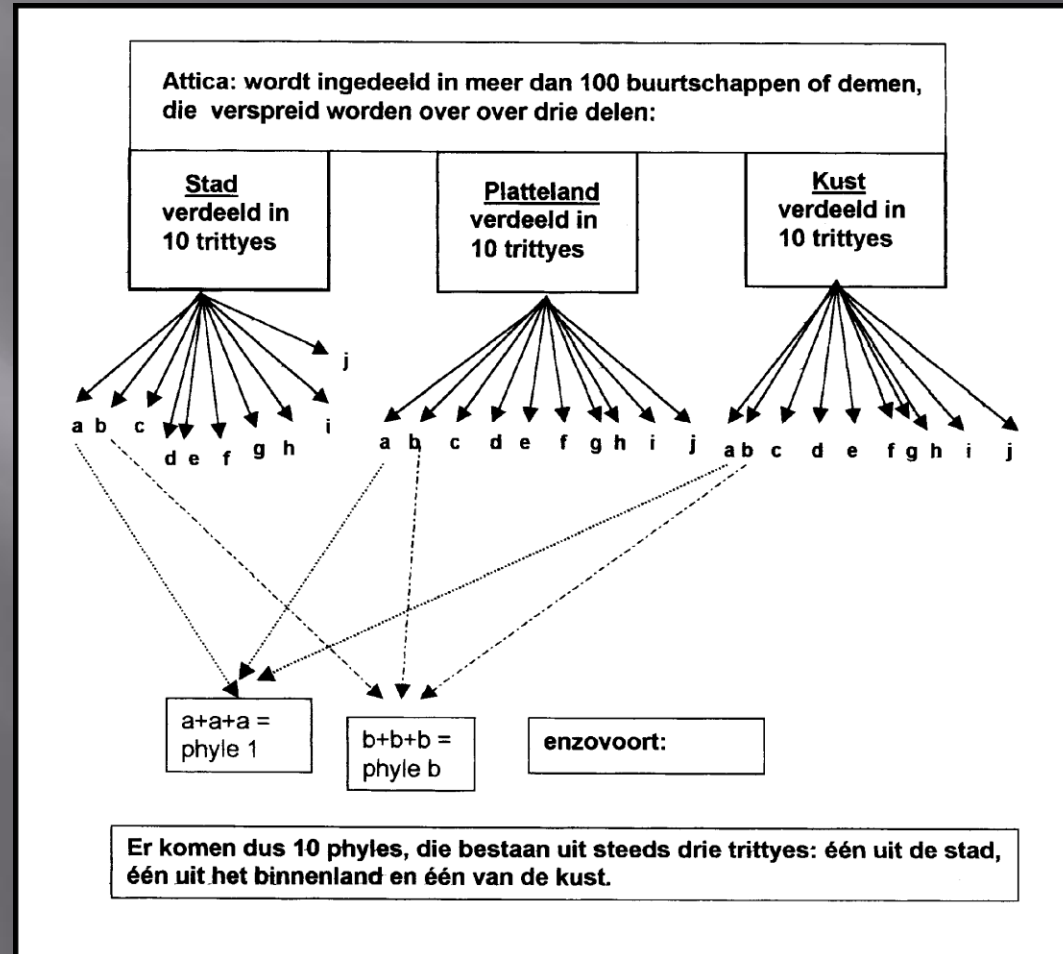 Attica: wordt ingedeeld in meer dan 100 buurtschappen of demen,
die verspreid worden over over drie delen:
Stad
verdeeld in
10 trittyes
Platteland
verdeeld in
10 trittyes
Kust
verdeeld in
10 trittyes
a b c d e f g h i j
a b c d e f g h i j
a b c d e f g h i j
a+a+a =
phyle 1
b+b+b =
phyle b
enzovoort:
Er komen dus 10 phyles, die bestaan uit steeds drie trittyes: één uit de stad,
één uit het binnenland en één van de kust.